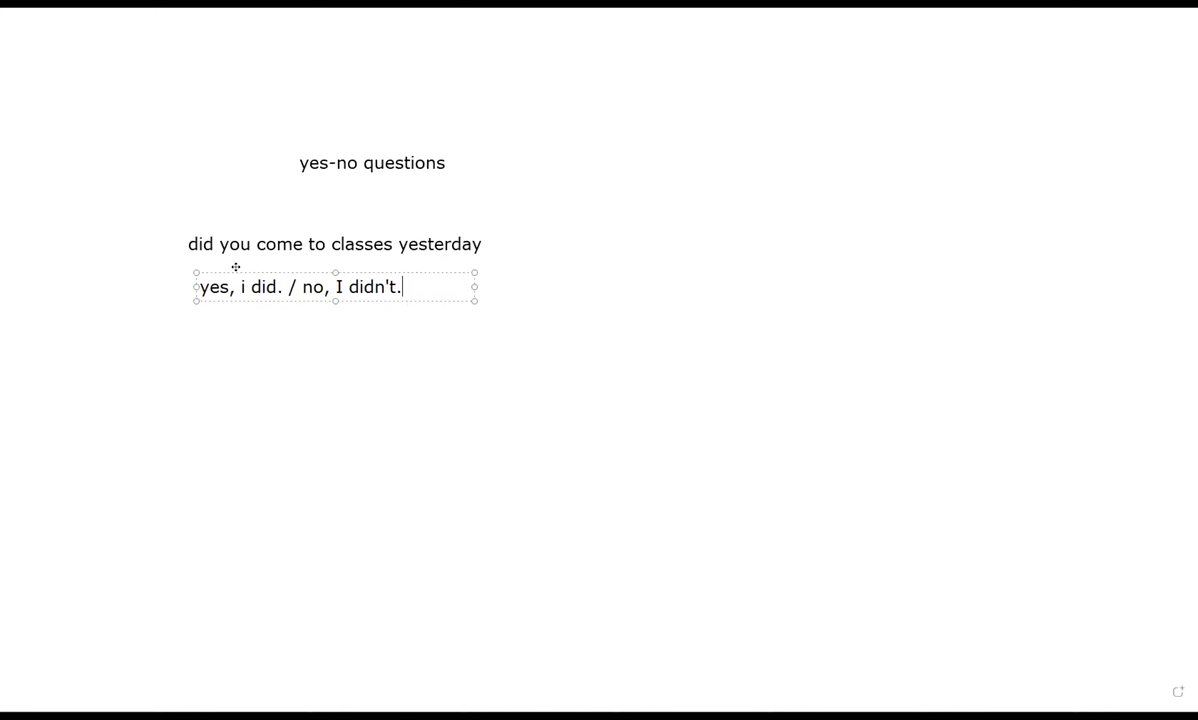 yes-no questions
did you come to classes yesterday
yes, i did. / no, I didn't.